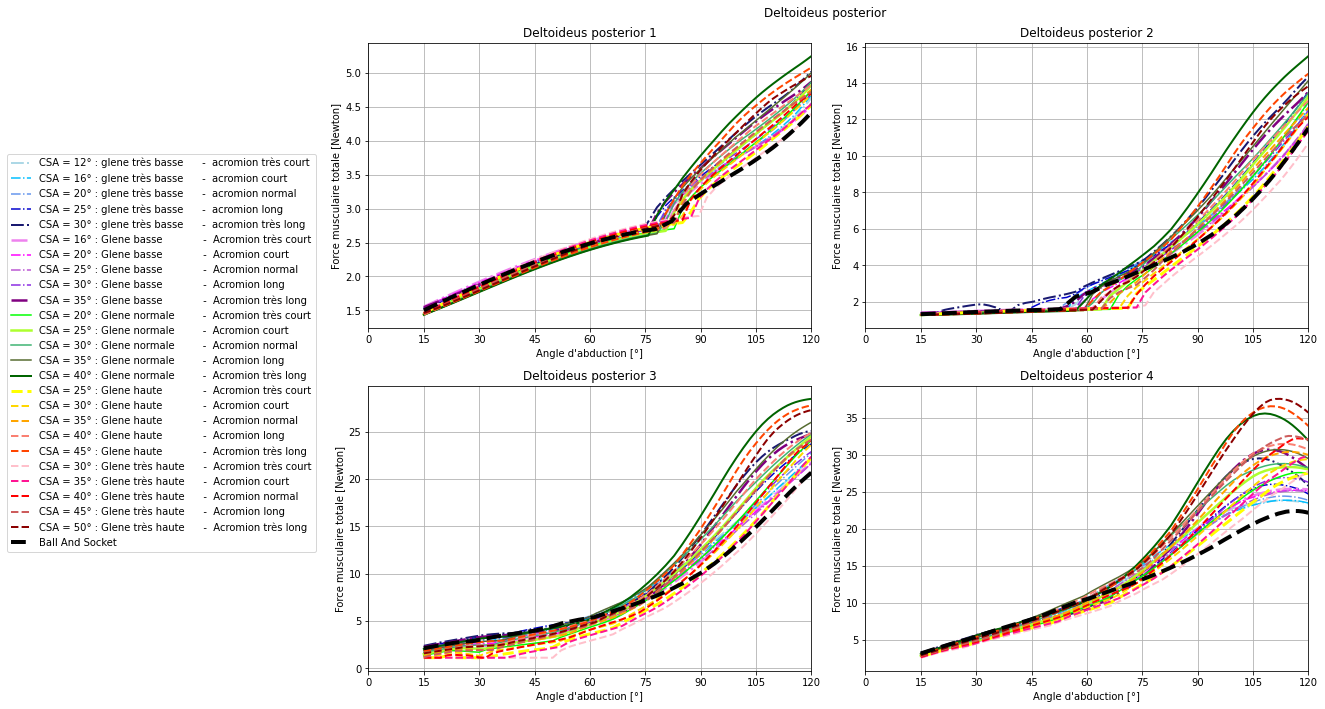 Deltoideus posterior
CSA = 12° : glene très basse - acromion très court
CSA = 16° : glene très basse - acromion court
CSA = 20° : glene très basse - acromion normal
CSA = 25° : glene très basse - acromion long
CSA = 30° : glene très basse - acromion très long
CSA = 16° : Glene basse - Acromion très court
CSA = 20° : Glene basse - Acromion court
CSA = 25° : Glene basse - Acromion normal
CSA = 30° : Glene basse - Acromion long
CSA = 35° : Glene basse - Acromion très long
CSA = 20° : Glene normale - Acromion très court
CSA = 25° : Glene normale - Acromion court
CSA = 30° : Glene normale - Acromion normal
CSA = 35° : Glene normale - Acromion long
CSA = 40° : Glene normale - Acromion très long
CSA = 25° : Glene haute - Acromion très court
CSA = 30° : Glene haute - Acromion court
CSA = 35° : Glene haute - Acromion normal
CSA = 40° : Glene haute - Acromion long
CSA = 45° : Glene haute - Acromion très long
CSA = 30° : Glene très haute - Acromion très court
CSA = 35° : Glene très haute - Acromion court
CSA = 40° : Glene très haute - Acromion normal
CSA = 45° : Glene très haute - Acromion long
CSA = 50° : Glene très haute - Acromion très long
Ball And Socket
Deltoideus posterior 1
Force musculaire totale [Newton]
5.0
4.5
4.0
3.5
3.0
2.5
2.0
1.5
0 15 30 45 60 75 90 105 120
Angle d'abduction [°]
Deltoideus posterior 2
Force musculaire totale [Newton]
16
14
12
10
8
6
4
2
0 15 30 45 60 75 90 105 120
Angle d'abduction [°]
Deltoideus posterior 3
Force musculaire totale [Newton]
25
20
15
10
5
0
0 15 30 45 60 75 90 105 120
Angle d'abduction [°]
Deltoideus posterior 4
Force musculaire totale [Newton]
35
30
25
20
15
10
5
0 15 30 45 60 75 90 105 120
Angle d'abduction [°]